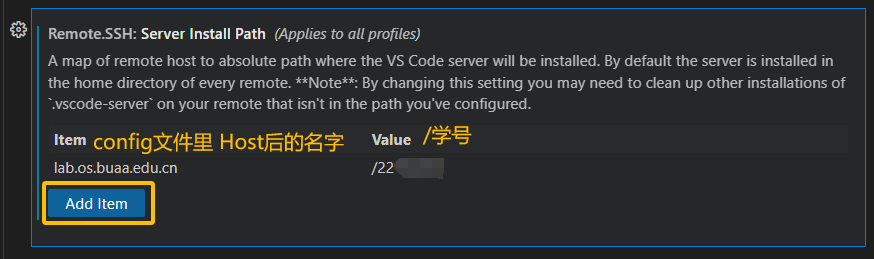 Remote.SSH: Server Install Path (Applies to all profiles)
A map of remote host to absolute path where the VS Code server will be installed. By default the server is installed in
the home directory of every remote. **Note**: By changing this setting you may need to clean up other installations of
`.vscode-server` on your remote that isn't in the path you've configured.
Item config文件里 Host后的名字 Value /学号
lab.os.buaa.edu.cn /22
Add Item